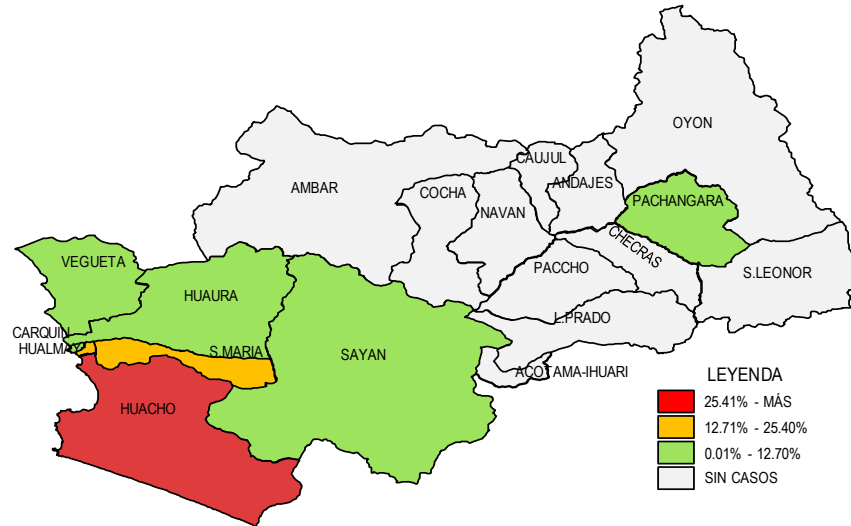 OYON
CAUJUL
ANDAJES
AMBAR
COCHA
NAVAN
PACHANGARA
CHECRAS
VEGUETA
PACCHO
S.LEONOR
HUAURA
L.PRADO
CARQUIN
HUALMAY
S.MARIA
SAYAN
ACOTAMA-IHUARI
HUACHO
LEYENDA
25.41% - MÁS
12.71% - 25.40%
0.01% - 12.70%
SIN CASOS